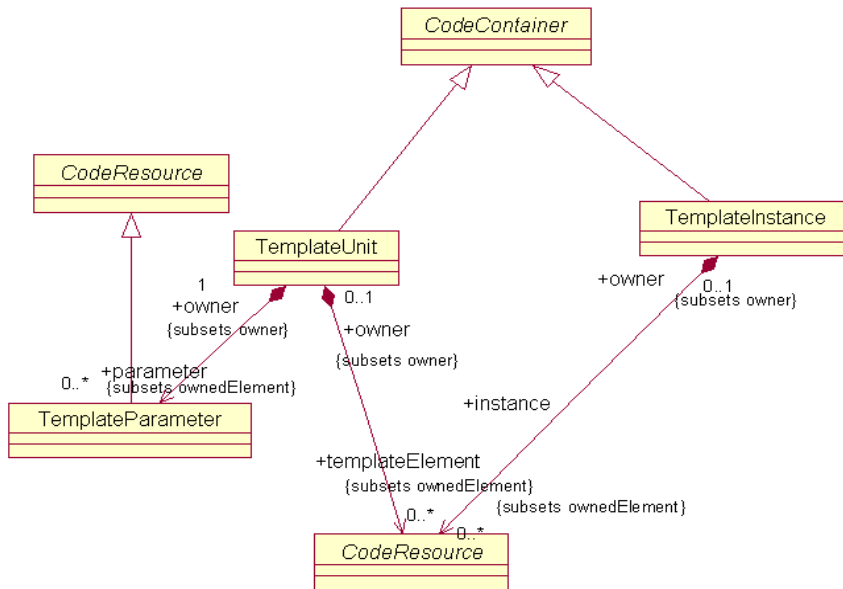 CodeContainer
CodeResource
TemplateInstance
TemplateUnit
1
+owner
{subsets owner}
0..1
+owner
{subsets owner}
+owner
0..1
{subsets owner}
+parameter
0..*
{subsets ownedElement}
TemplateParameter
+instance
+templateElement
{subsets ownedElement}
0..*
{subsets ownedElement}
0..*
CodeResource